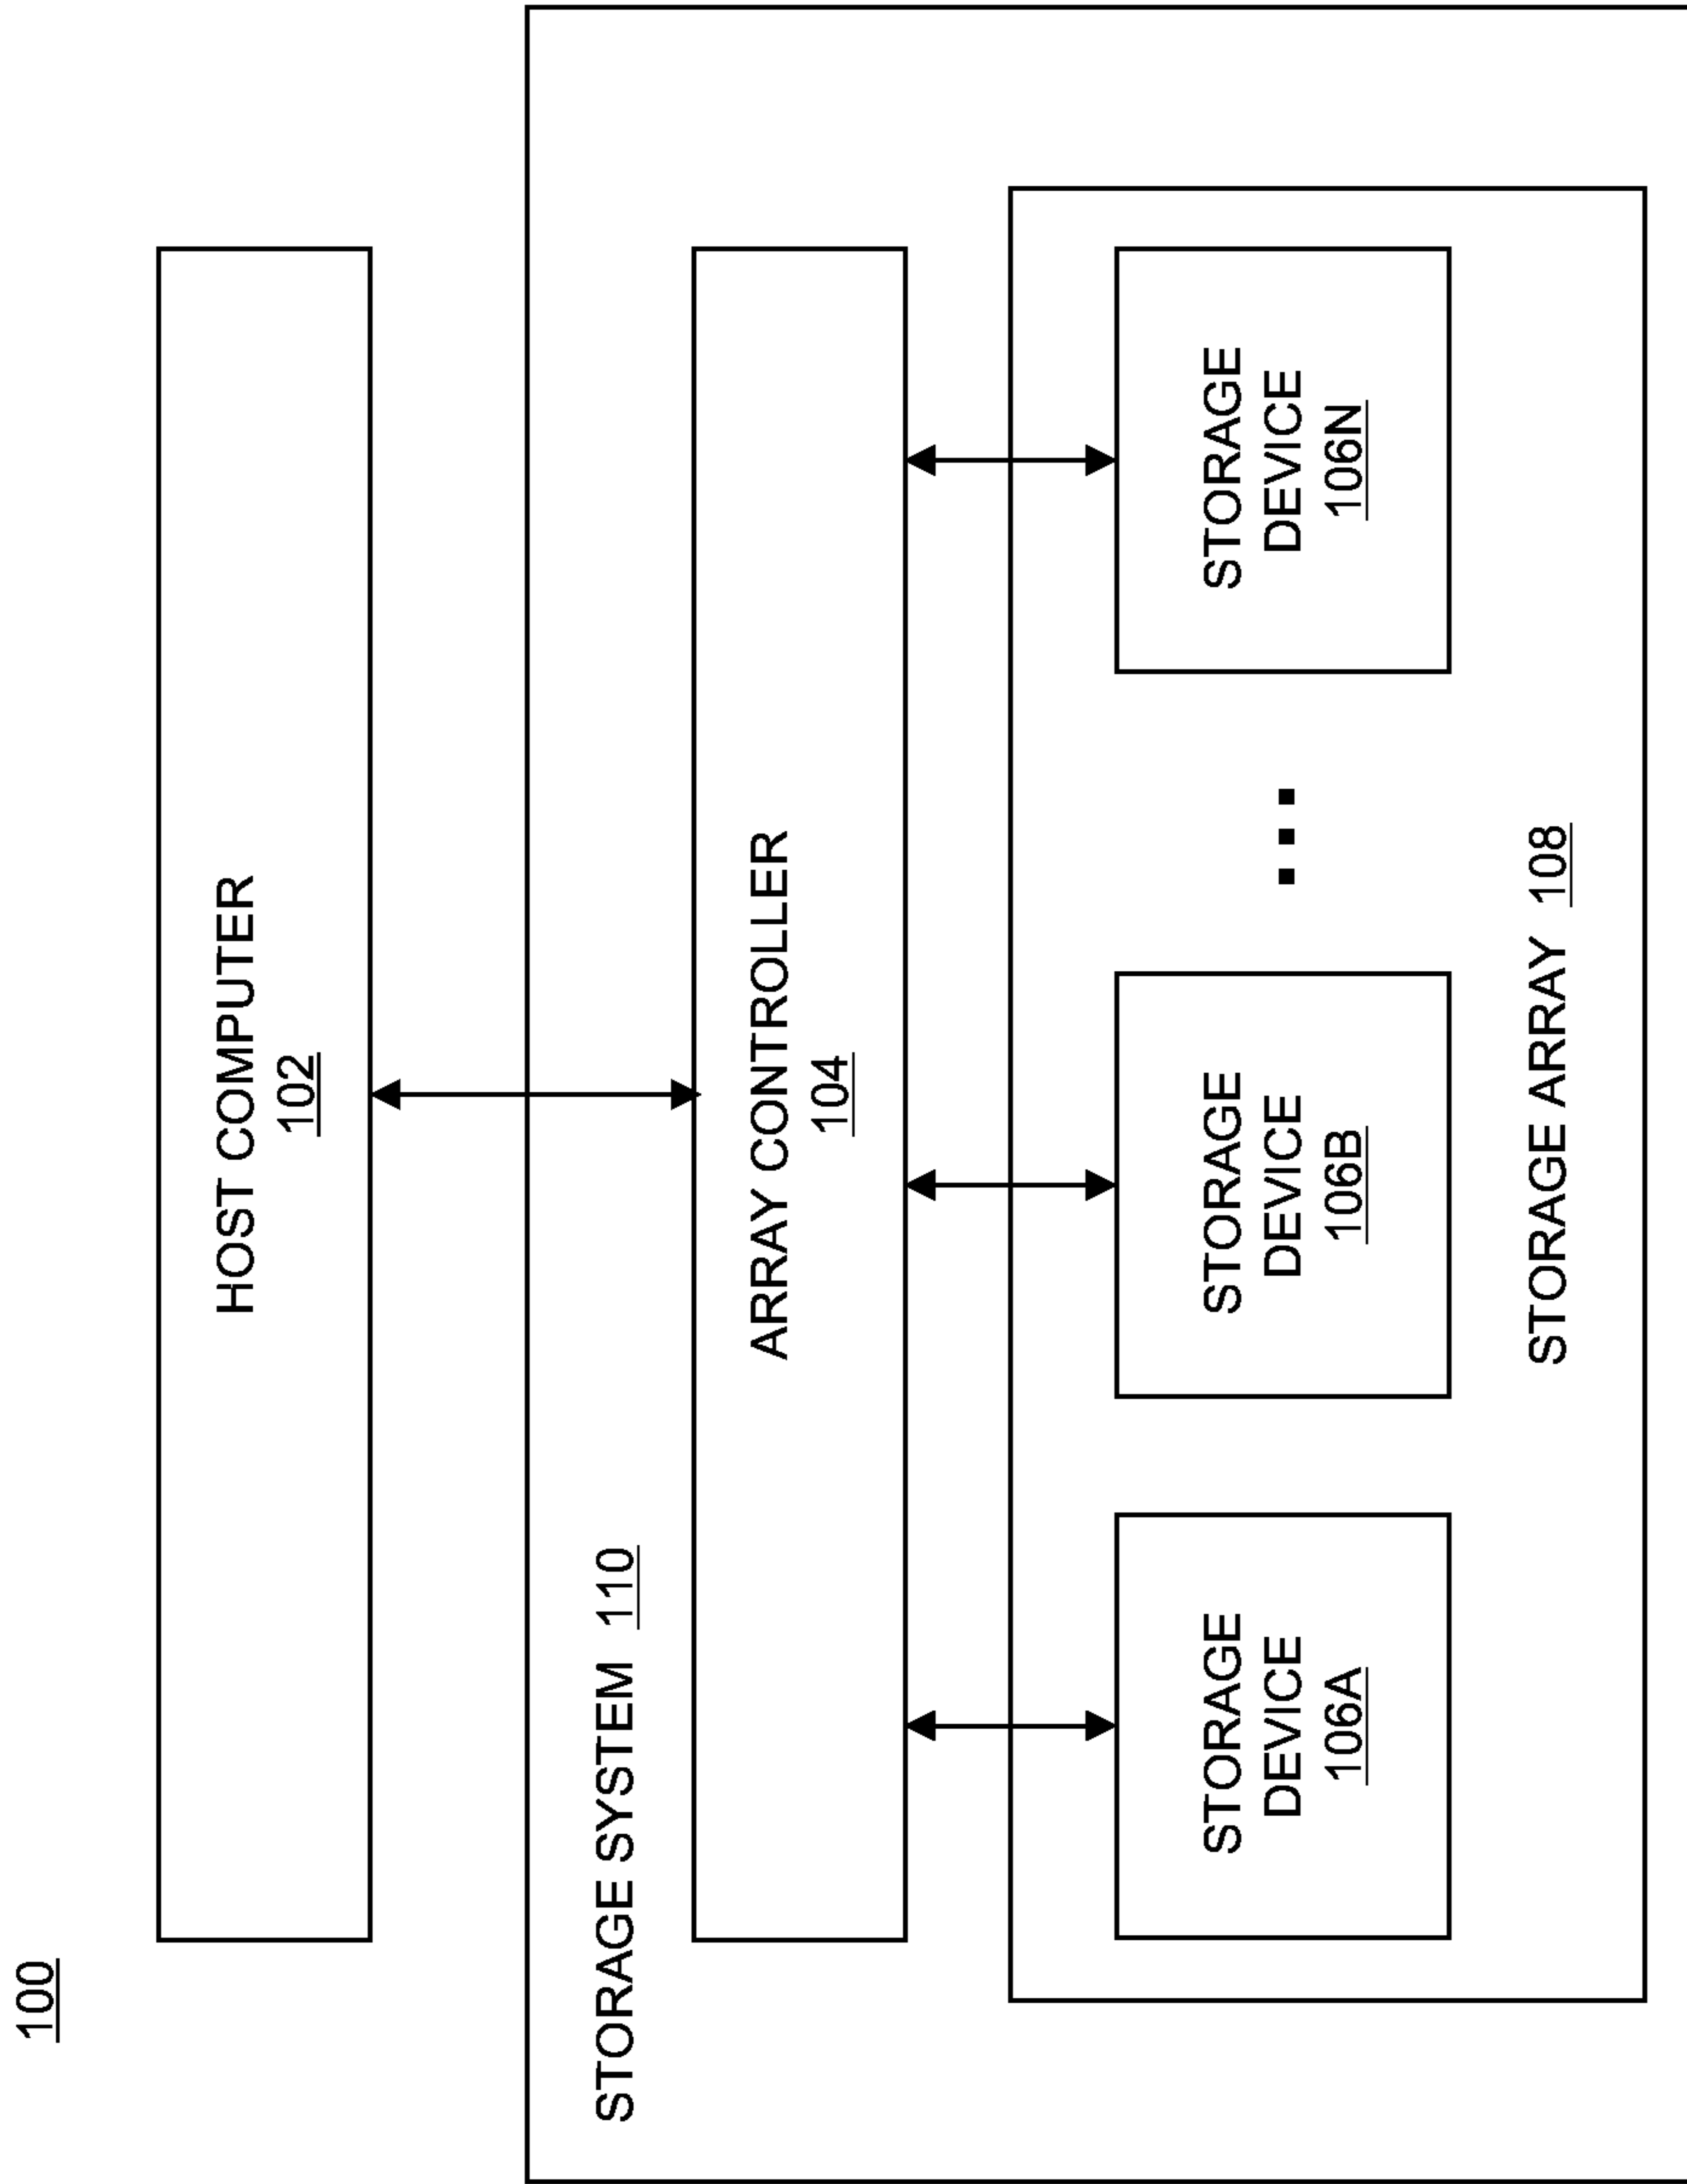 100
HOST COMPUTER
102
STORAGE SYSTEM 110
ARRAY CONTROLLER
104
STORAGE
DEVICE
106A
STORAGE
DEVICE
106B
STORAGE
DEVICE
106N
STORAGE ARRAY 108